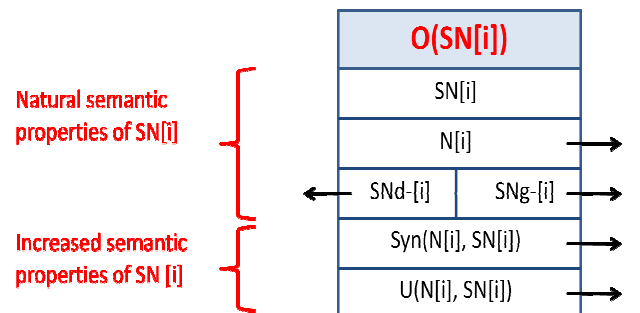 O(SN[i])
Natural semantic
properties of SN[i]
SN[i]
N[i]
SNd-[i]
SNg-[i]
Increased semantic
properties of SN [i]
Syn(N[i], SN[i])
U(N[i], SN[i])